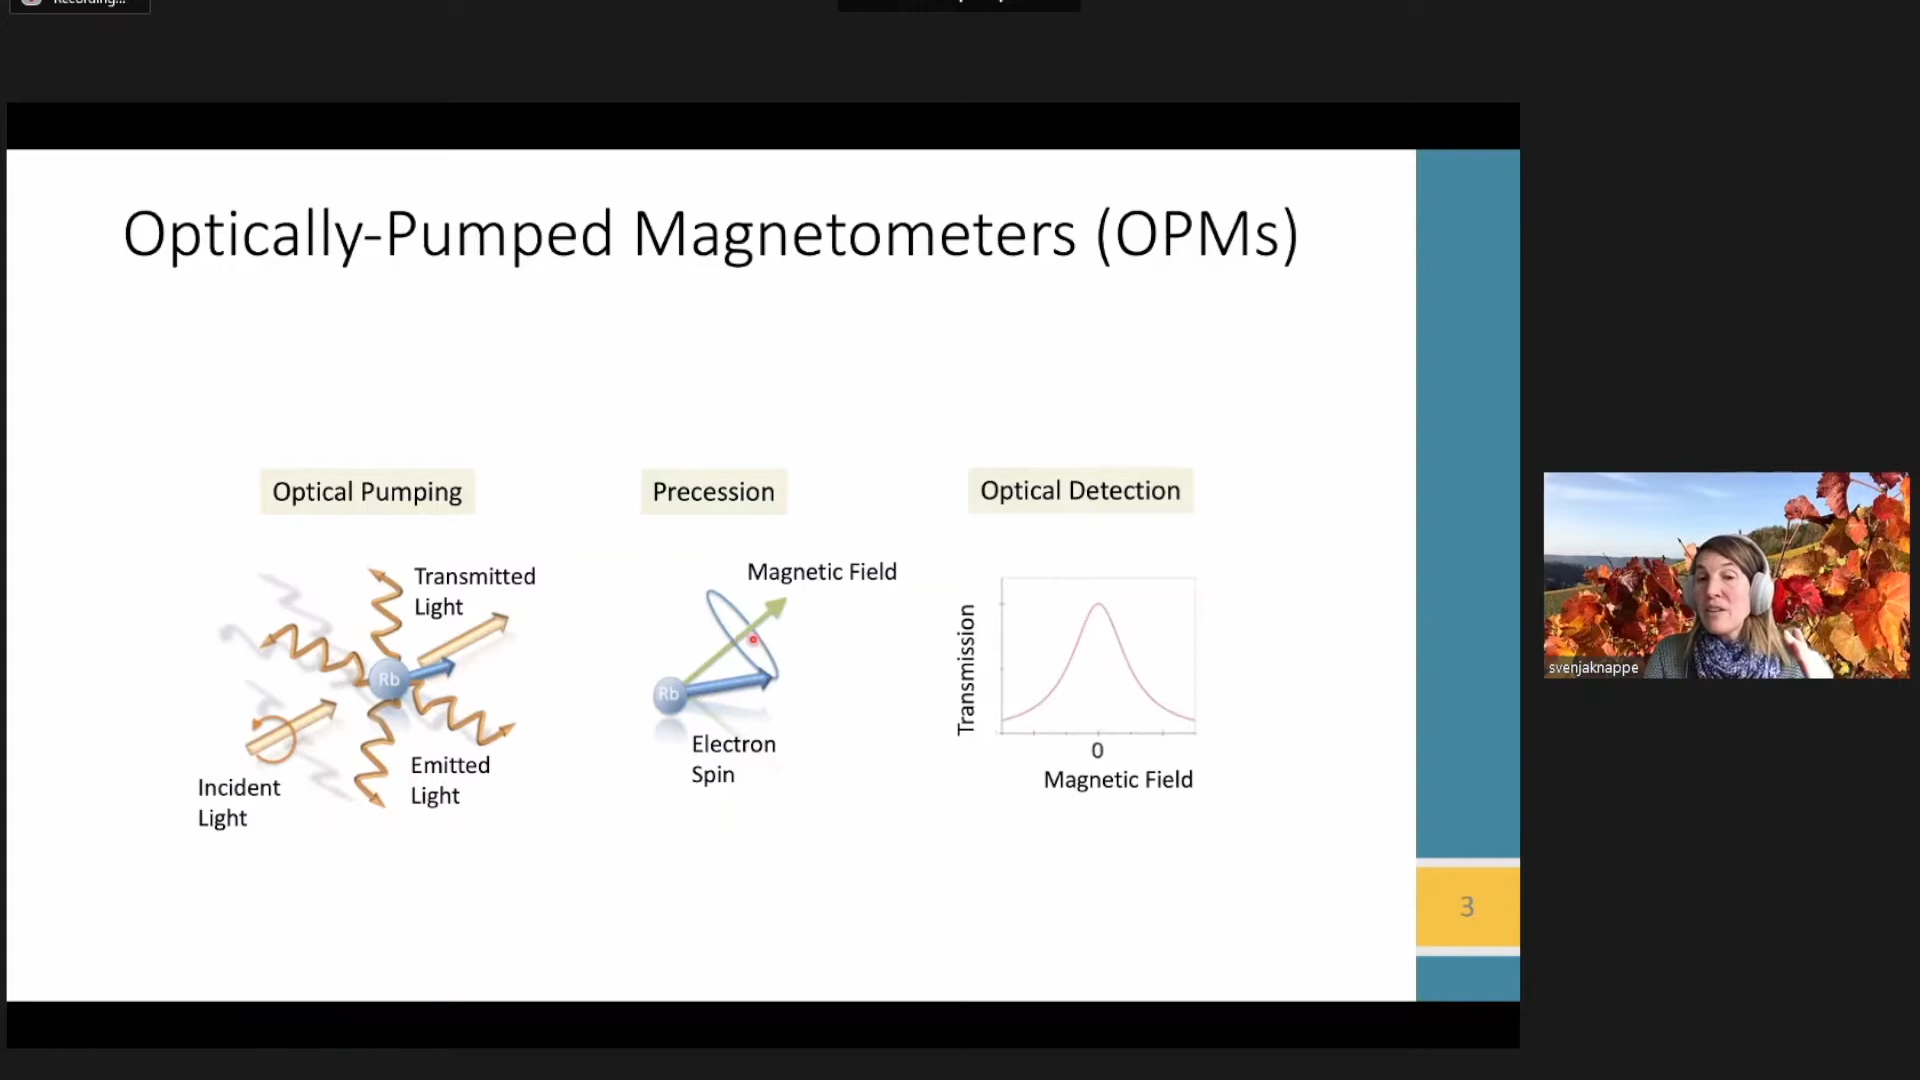 Recording...
Optically-Pumped Magnetometers (OPMs)
Optical Pumping
Precession
Optical Detection
Transmitted
Light
Rb
Incident
Light
Emitted
Light
Magnetic Field
Rb
Electron
Spin
Transmission
0
Magnetic Field
3
svenjaknappe